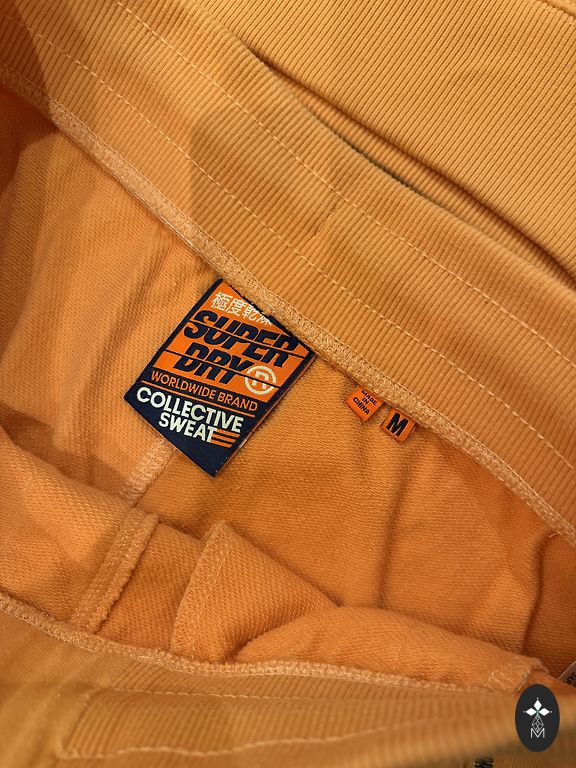 極度乾燥
SUPER
DRY®
WORLDWIDE BRAND
COLLECTIVE
SWEAT
MADE
IN
CHINA
M
M